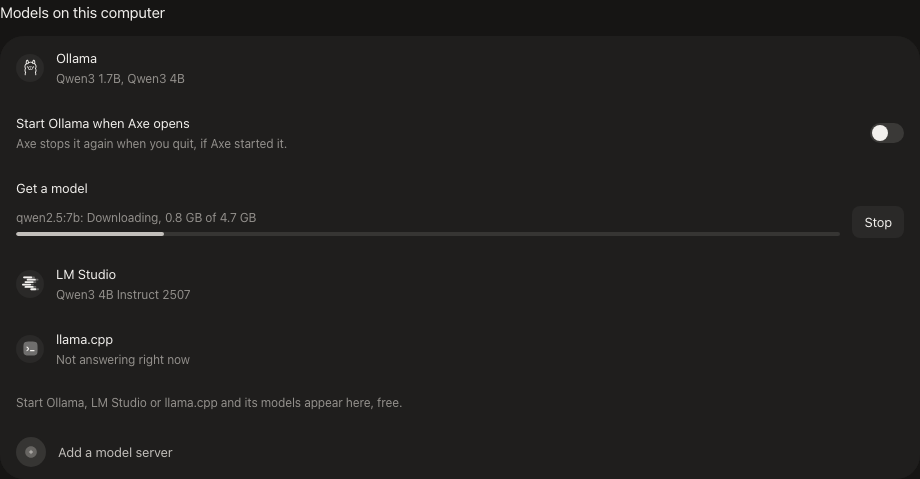 Models on this computer
Ollama
Qwen3 1.7B, Qwen3 4B
Start Ollama when Axe opens
Axe stops it again when you quit, if Axe started it.
Get a model
qwen2.5:7b: Downloading, 0.8 GB of 4.7 GB
Stop
LM Studio
Qwen3 4B Instruct 2507
llama.cpp
Not answering right now
Start Ollama, LM Studio or llama.cpp and its models appear here, free.
Add a model server